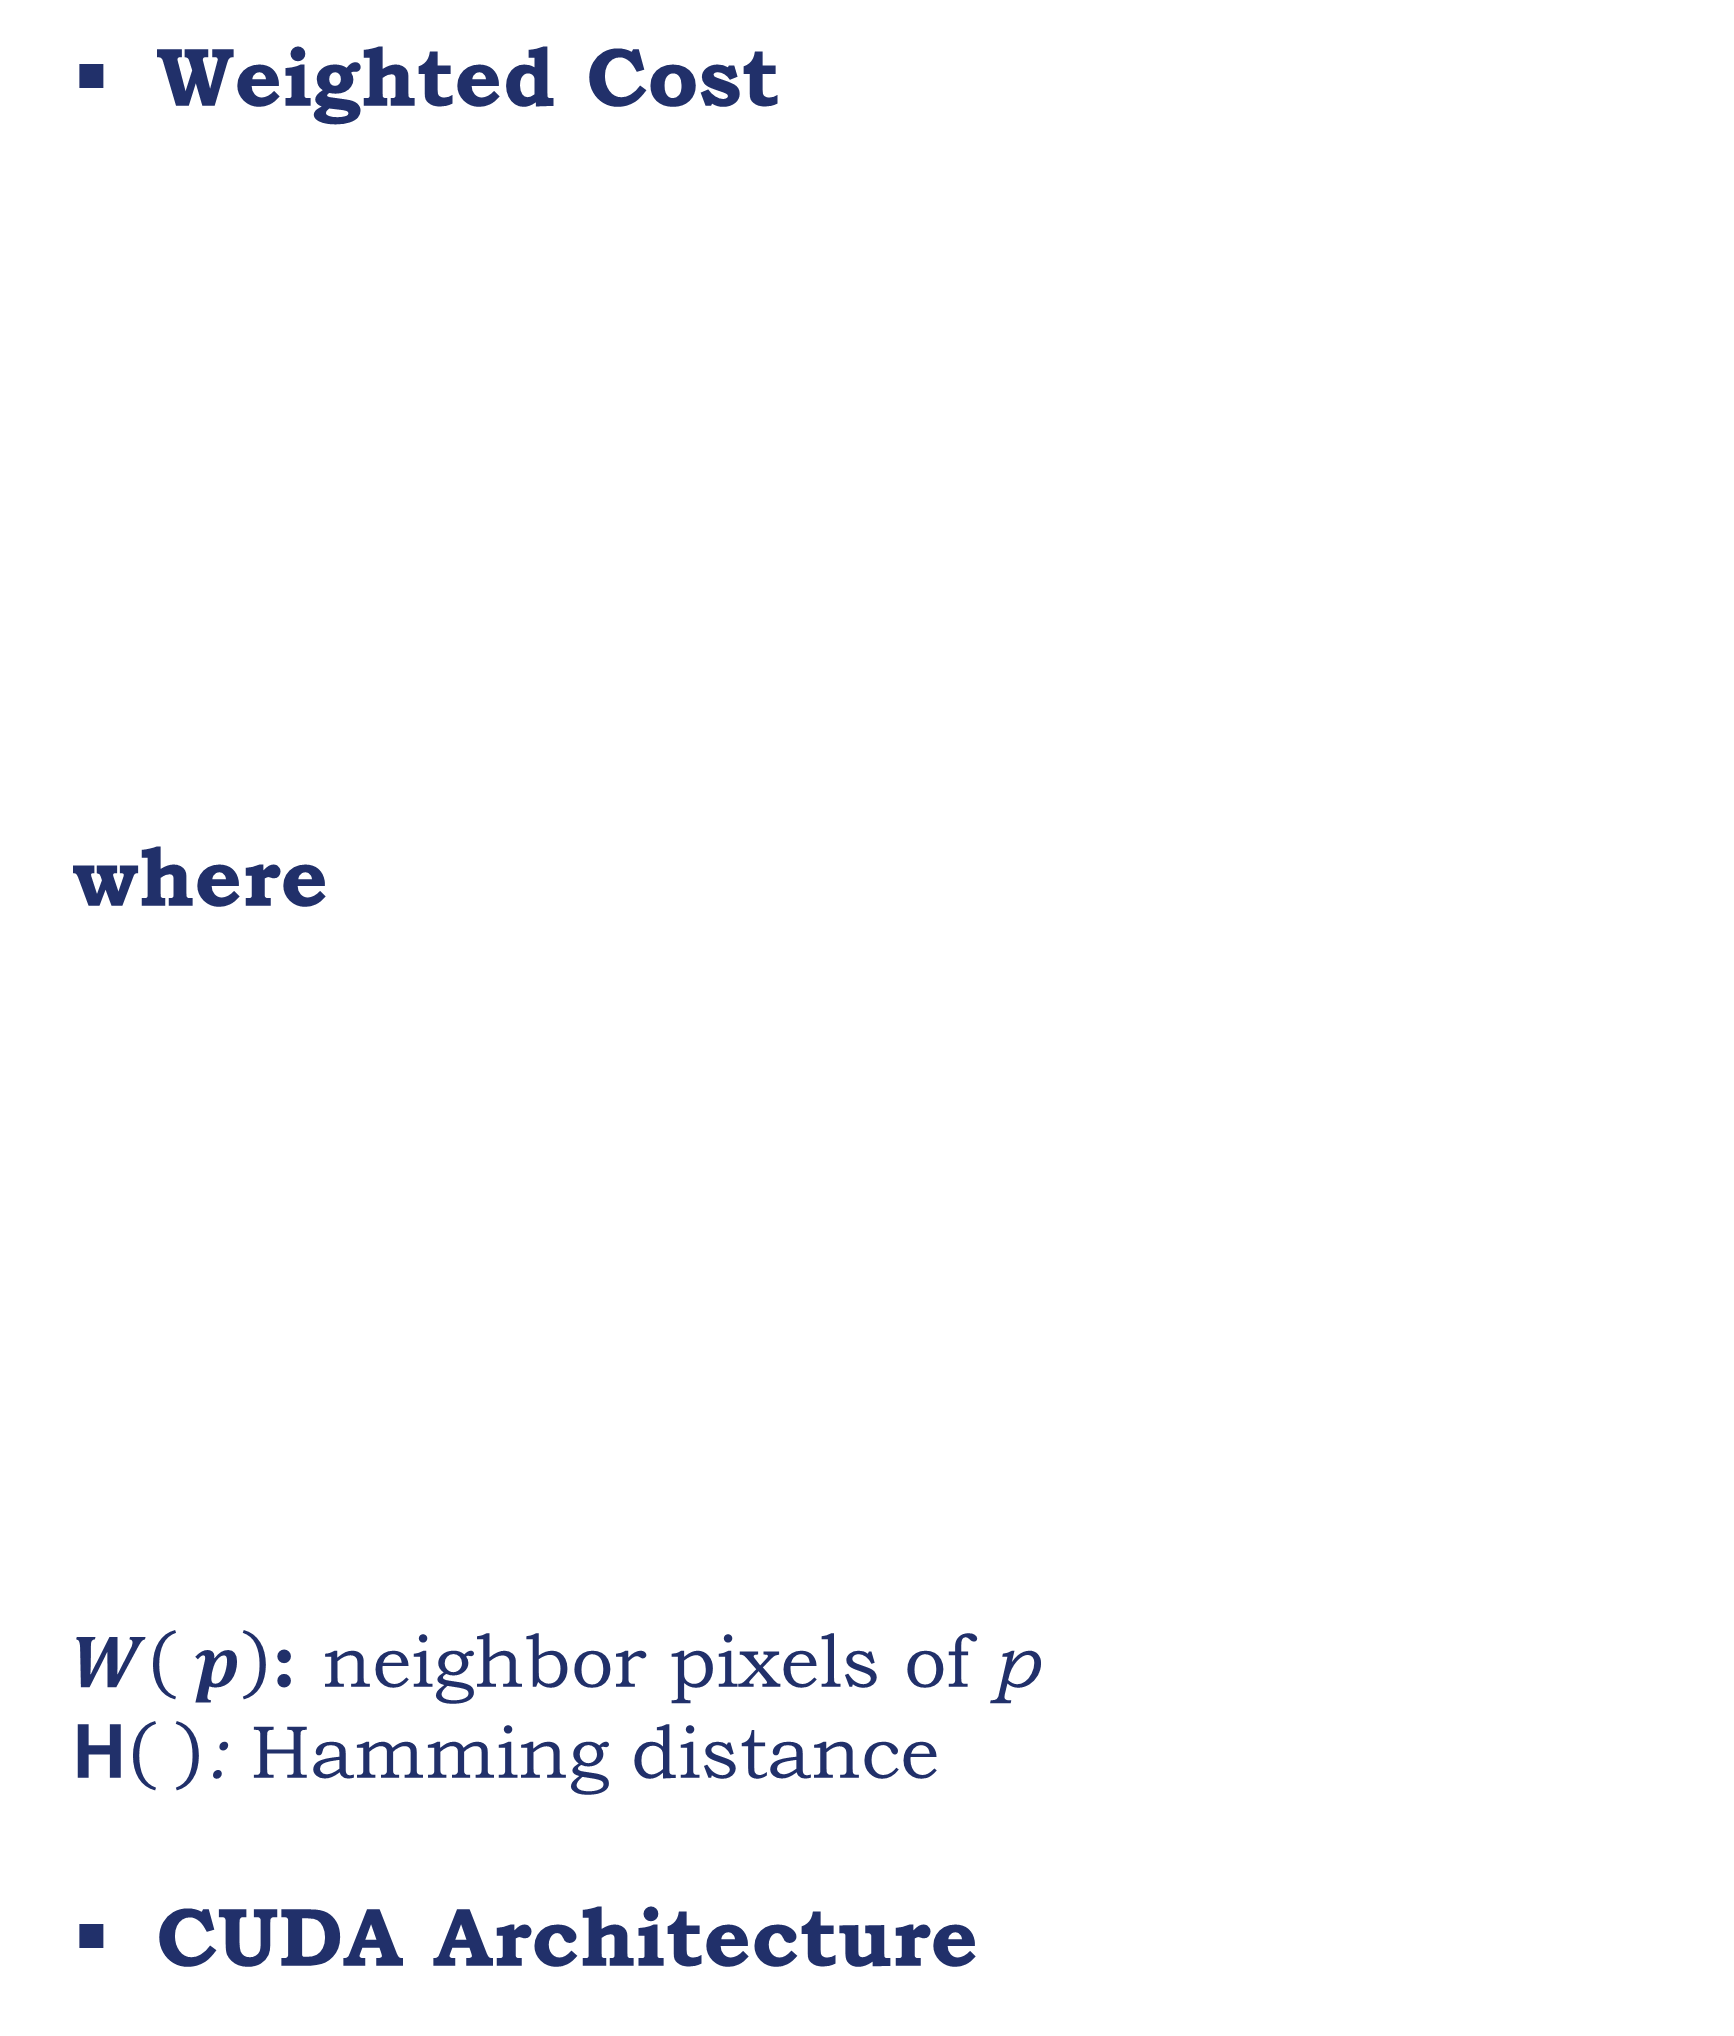 ▪ Weighted Cost
where
W( p): neighbor pixels of p
H( ): Hamming distance
▪ CUDA Architecture